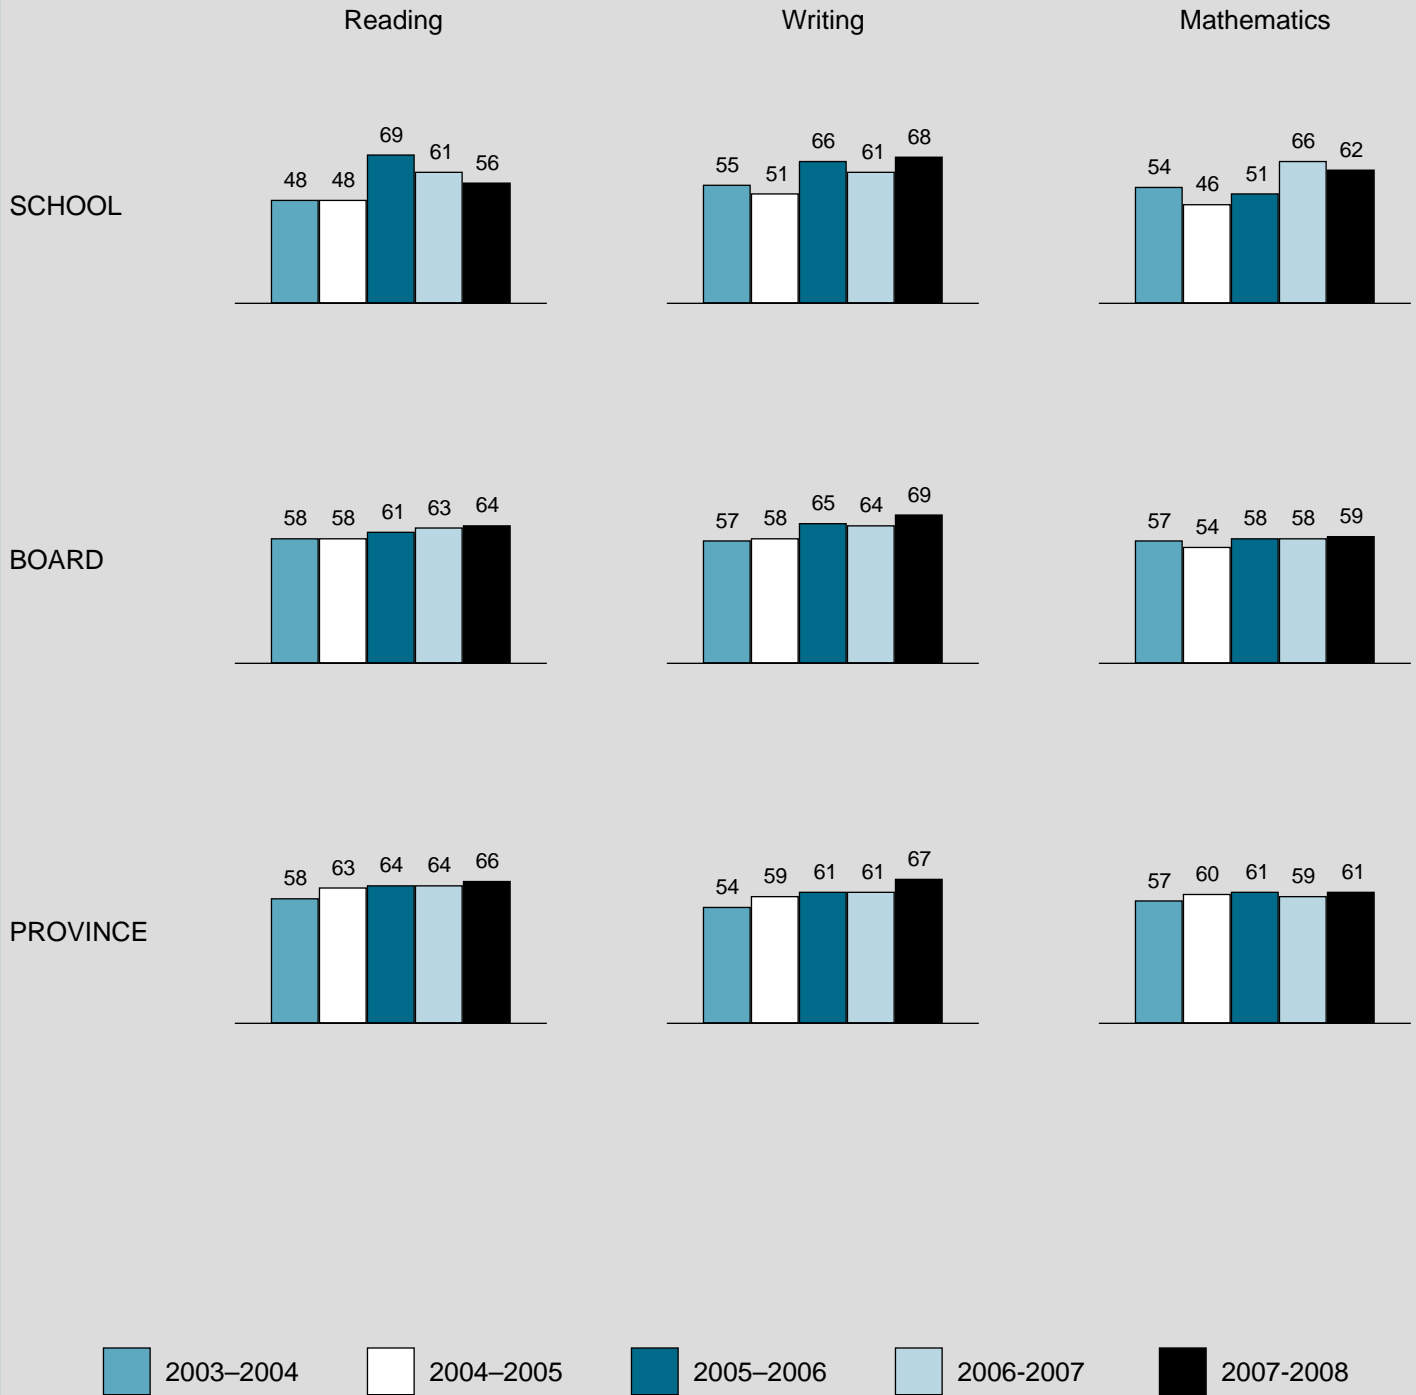 Reading Writing Mathematics
SCHOOL
48 48 69 61 56
55 51 66 61 68
54 46 51 66 62
BOARD
58 58 61 63 64
57 58 65 64 69
57 54 58 58 59
PROVINCE
58 63 64 64 66
54 59 61 61 67
57 60 61 59 61
2003–2004 2004–2005 2005–2006 2006-2007 2007-2008